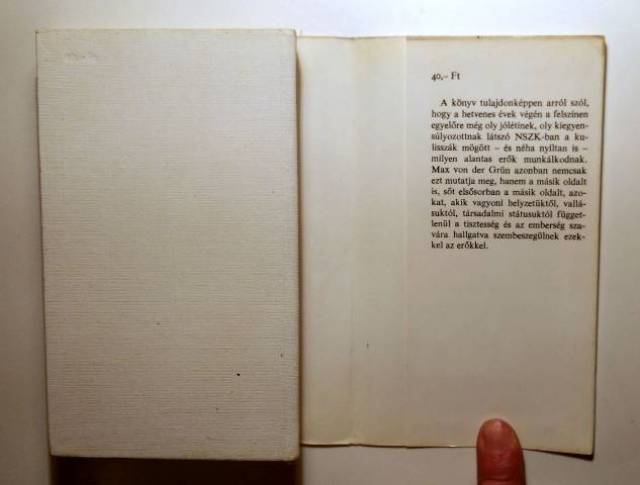 40,– Ft
A könyv tulajdonképpen arról szól,
hogy a hetvenes évek végén a felszínen
egyelőre még oly jólétinek, oly kiegyen-
súlyozottnak látszó NSZK-ban a ku-
lisszák mögött – és néha nyíltan is –
milyen alantas erők munkálkodnak.
Max von der Grün azonban nemcsak
ezt mutatja meg, hanem a másik oldalt
is, sőt elsősorban a másik oldalt, azo-
kat, akik vagyoni helyzetüktől, vallá-
suktól, társadalmi státusuktól függet-
lenül a tisztesség és az emberség sza-
vára hallgatva szembeszegülnek ezek-
kel az erőkkel.